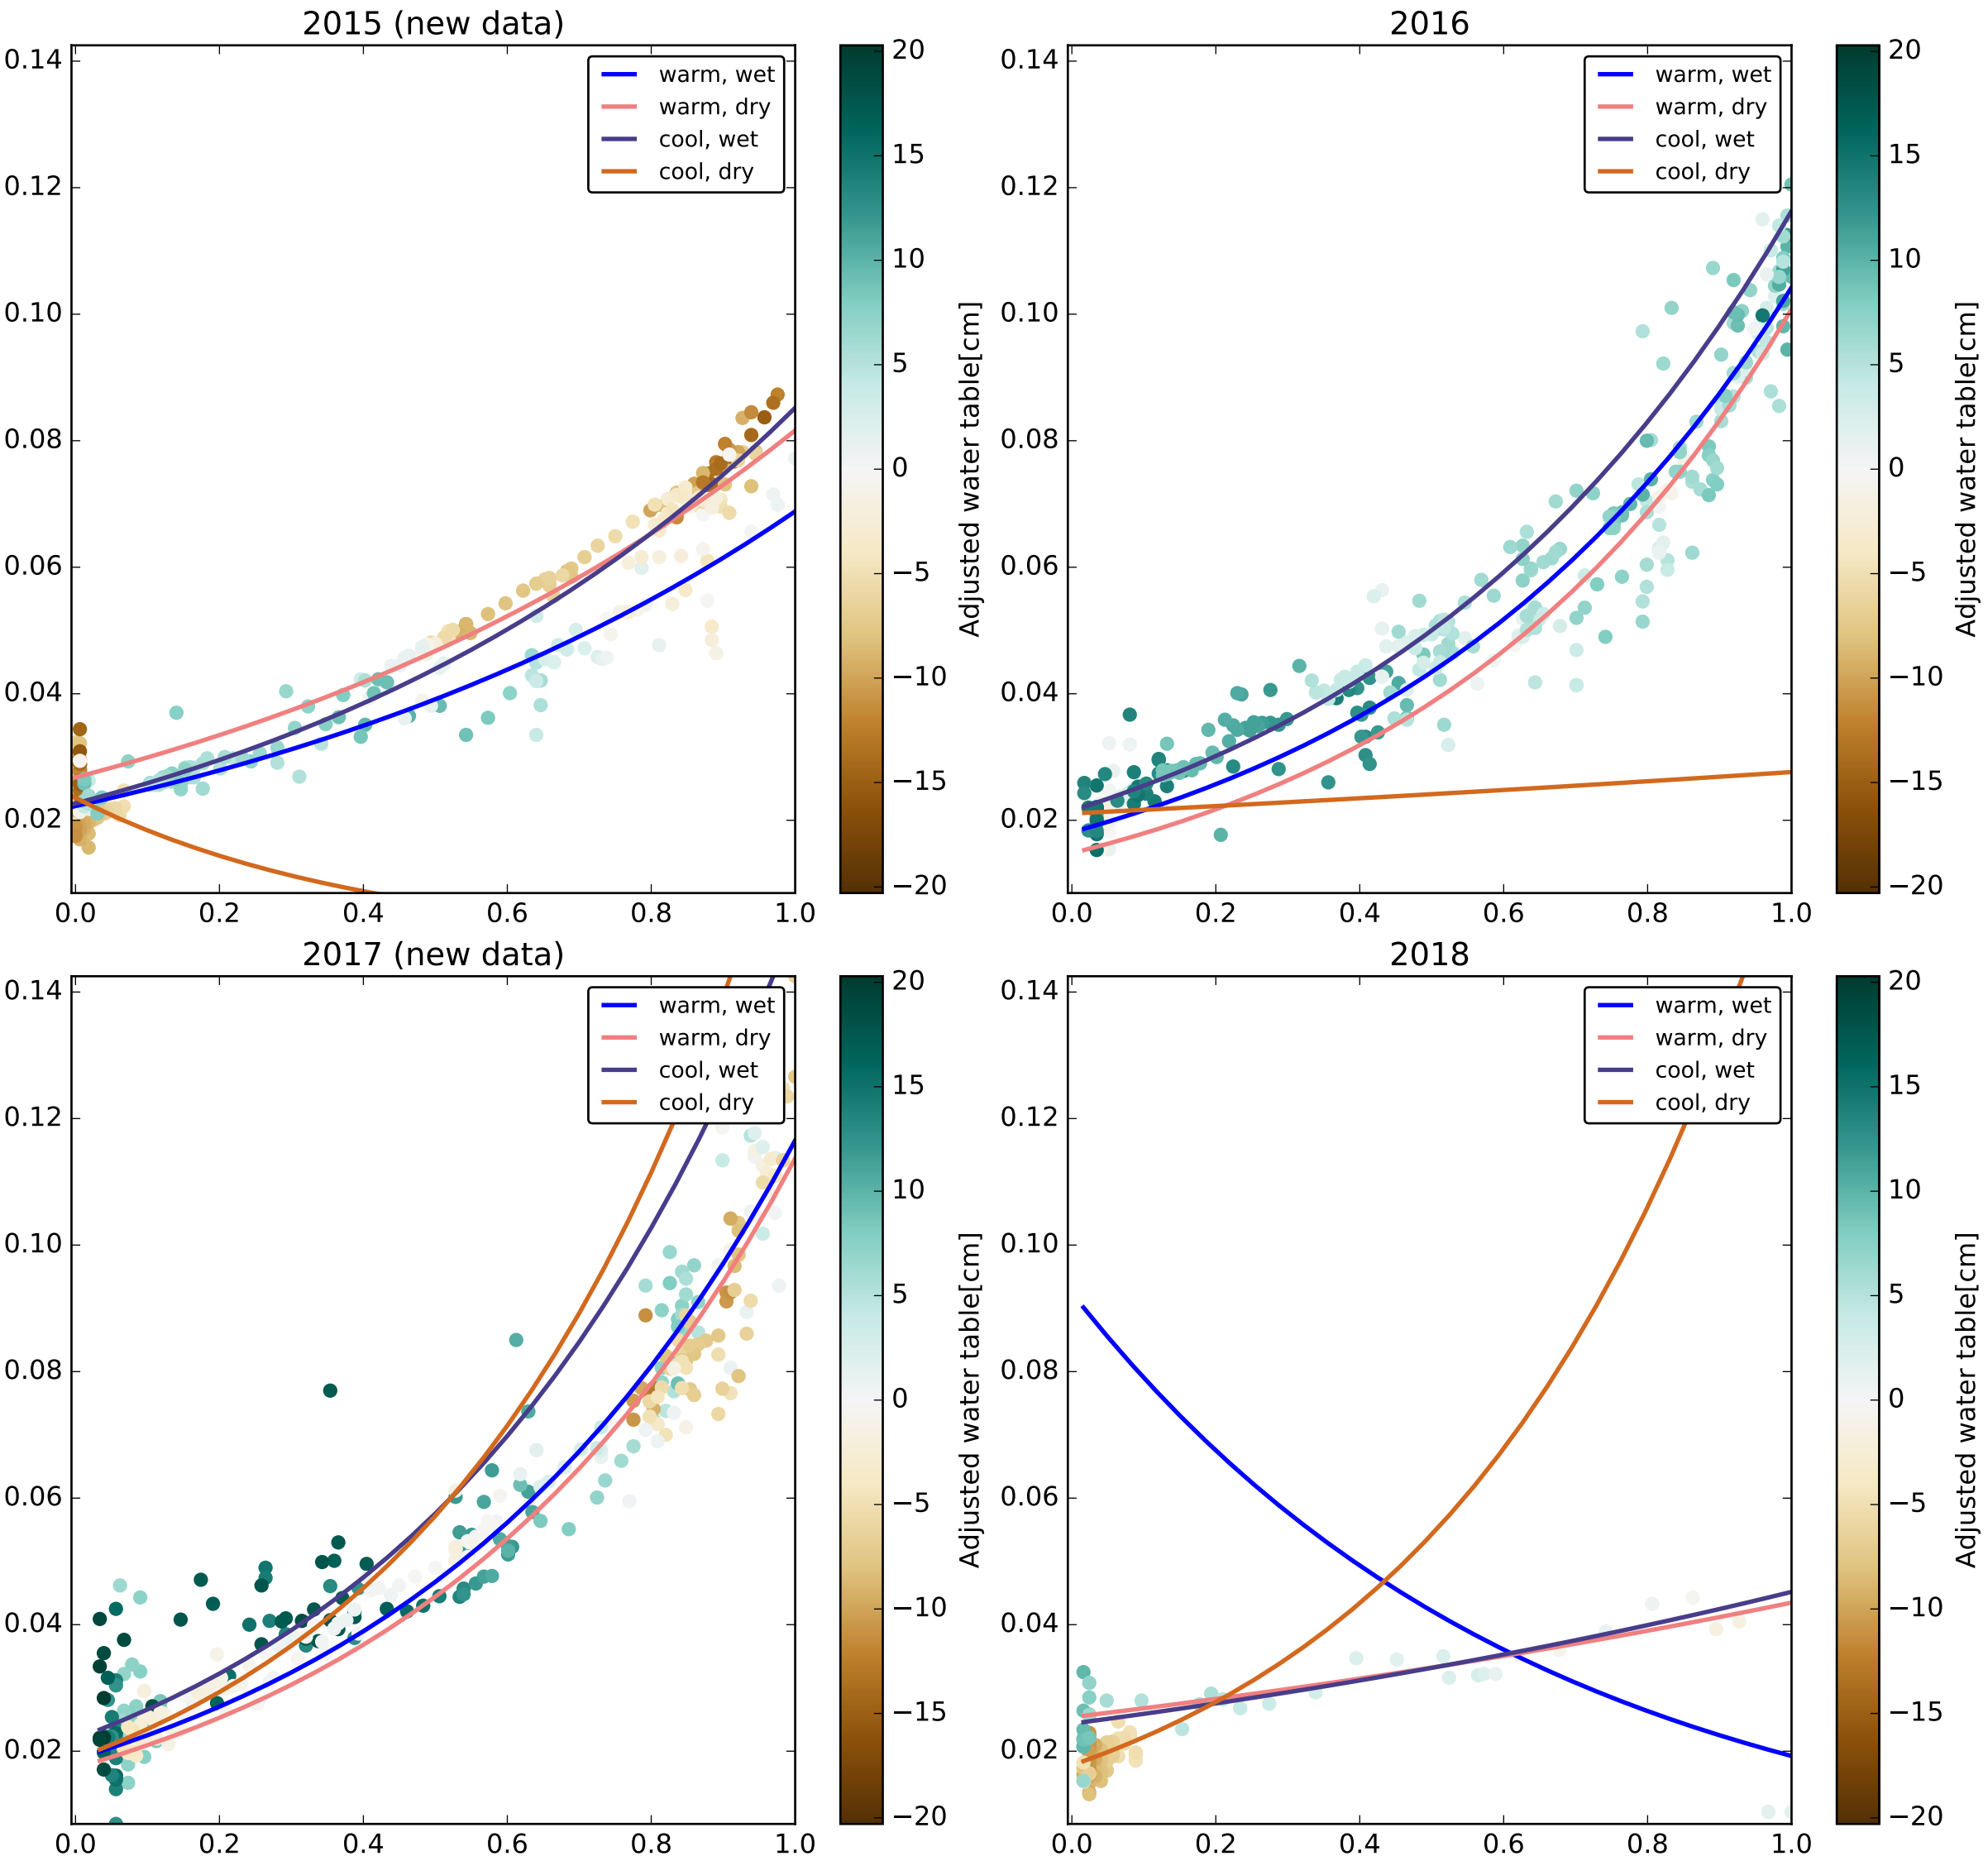 2015 (new data)
0.14
0.12
0.10
0.08
0.06
0.04
0.02
0.0 0.2 0.4 0.6 0.8 1.0
warm, wet
warm, dry
cool, wet
cool, dry
20
15
10
5
0
−5
−10
−15
−20
Adjusted water table[cm]
2016
0.14
0.12
0.10
0.08
0.06
0.04
0.02
0.0 0.2 0.4 0.6 0.8 1.0
warm, wet
warm, dry
cool, wet
cool, dry
20
15
10
5
0
−5
−10
−15
−20
Adjusted water table[cm]
2017 (new data)
0.14
0.12
0.10
0.08
0.06
0.04
0.02
0.0 0.2 0.4 0.6 0.8 1.0
warm, wet
warm, dry
cool, wet
cool, dry
20
15
10
5
0
−5
−10
−15
−20
Adjusted water table[cm]
2018
0.14
0.12
0.10
0.08
0.06
0.04
0.02
0.0 0.2 0.4 0.6 0.8 1.0
warm, wet
warm, dry
cool, wet
cool, dry
20
15
10
5
0
−5
−10
−15
−20
Adjusted water table[cm]